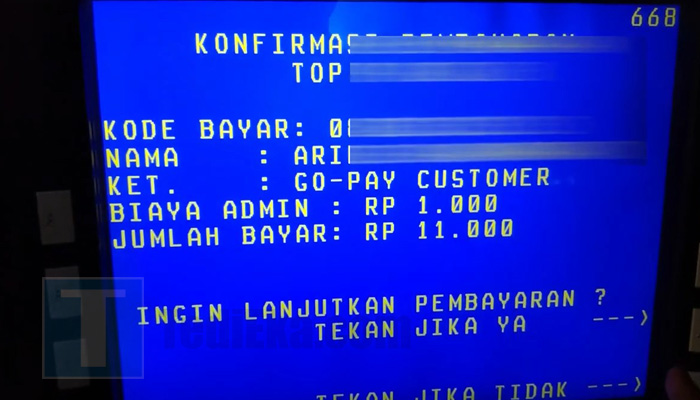 668
KONFIRMAS
TOP
KODE BAYAR: 0
NAMA : ARI
KET. : GO-PAY CUSTOMER
BIAYA ADMIN : RP 1.000
JUMLAH BAYAR: RP 11.000
INGIN LANJUTKAN PEMBAYARAN ?
TEKAN JIKA YA --->
TEKAN JIKA TIDAK --->
T